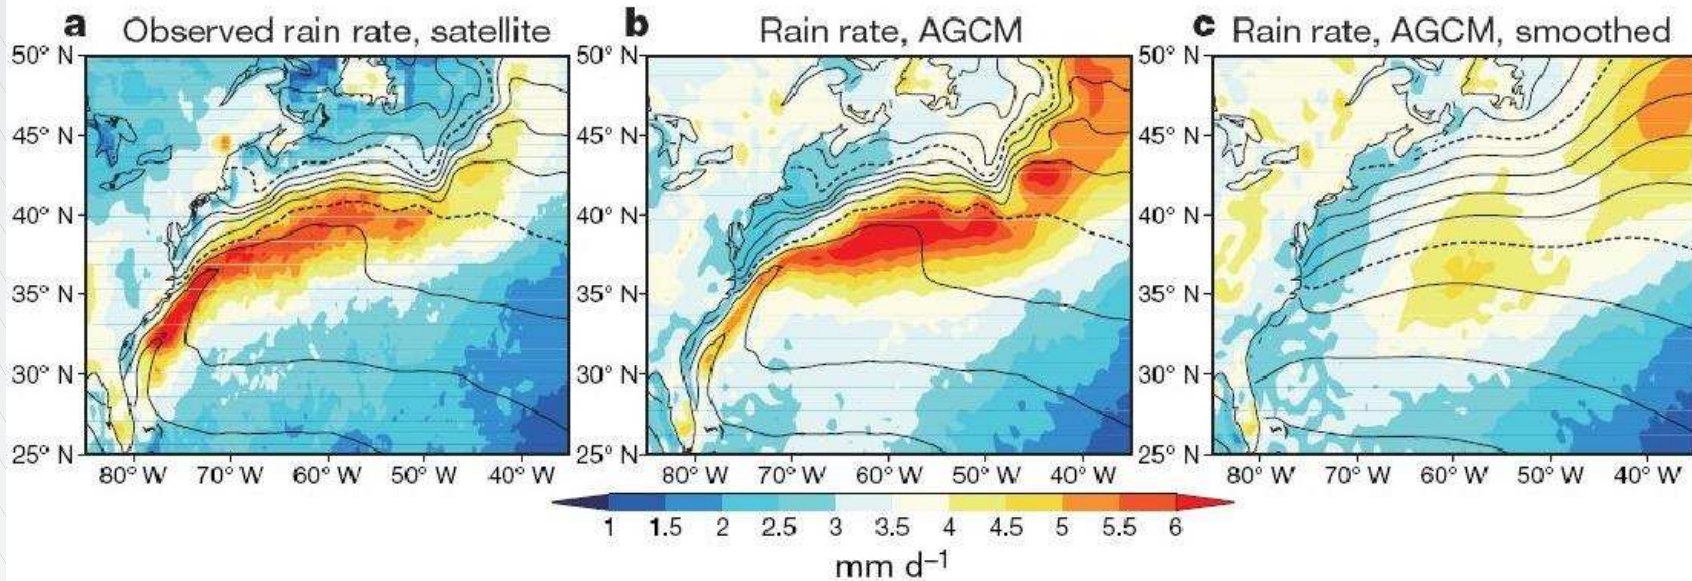 a Observed rain rate, satellite
50° N
45° N
40° N
35° N
30° N
25° N
80° W 70° W 60° W 50° W 40° W
b Rain rate, AGCM
50° N
45° N
40° N
35° N
30° N
25° N
80° W 70° W 60° W 50° W 40° W
c Rain rate, AGCM, smoothed
50° N
45° N
40° N
35° N
30° N
25° N
80° W 70° W 60° W 50° W 40° W
1 1.5 2 2.5 3 3.5 4 4.5 5 5.5 6
mm d⁻¹